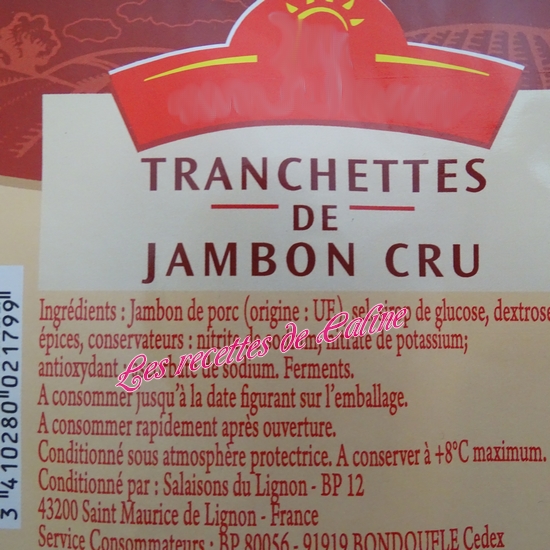 TRANCHETTES
DE
JAMBON CRU
Ingrédients : Jambon de porc (origine : UE), sel, sirop de glucose, dextrose
épices, conservateurs : nitrite de sodium, nitrate de potassium;
antioxydant de sodium. Ferments.
A consommer jusqu'à la date figurant sur l'emballage.
A consommer rapidement après ouverture.
Conditionné sous atmosphère protectrice. A conserver à +8°C maximum.
Conditionné par : Salaisons du Lignon - BP 12
43200 Saint Maurice de Lignon - France
Service Consommateurs : BP 80056 - 91919 BONDOUFLE Cedex
Les recettes de Caline
3 410280 021799